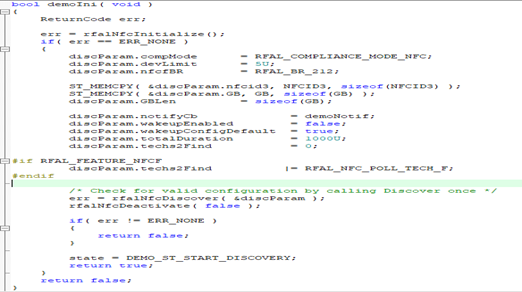 bool demoIni( void )
{
ReturnCode err;
err = rfalNfcInitialize();
if( err == ERR_NONE )
{
discParam.compMode = RFAL_COMPLIANCE_MODE_NFC;
discParam.devLimit = 5U;
discParam.nfcfBR = RFAL_BR_212;
ST_MEMCPY( &discParam.nfcid3, NFCID3, sizeof(NFCID3) );
ST_MEMCPY( &discParam.GB, GB, sizeof(GB) );
discParam.GBLen = sizeof(GB);
discParam.notifyCb = demoNotif;
discParam.wakeupEnabled = false;
discParam.wakeupConfigDefault = true;
discParam.totalDuration = 1000U;
discParam.techs2Find = 0;
#if RFAL_FEATURE_NFCF
discParam.techs2Find |= RFAL_NFC_POLL_TECH_F;
#endif
/* Check for valid configuration by calling Discover once */
err = rfalNfcDiscover( &discParam );
rfalNfcDeactivate( false );
if( err != ERR_NONE )
{
return false;
}
state = DEMO_ST_START_DISCOVERY;
return true;
}
return false;
}